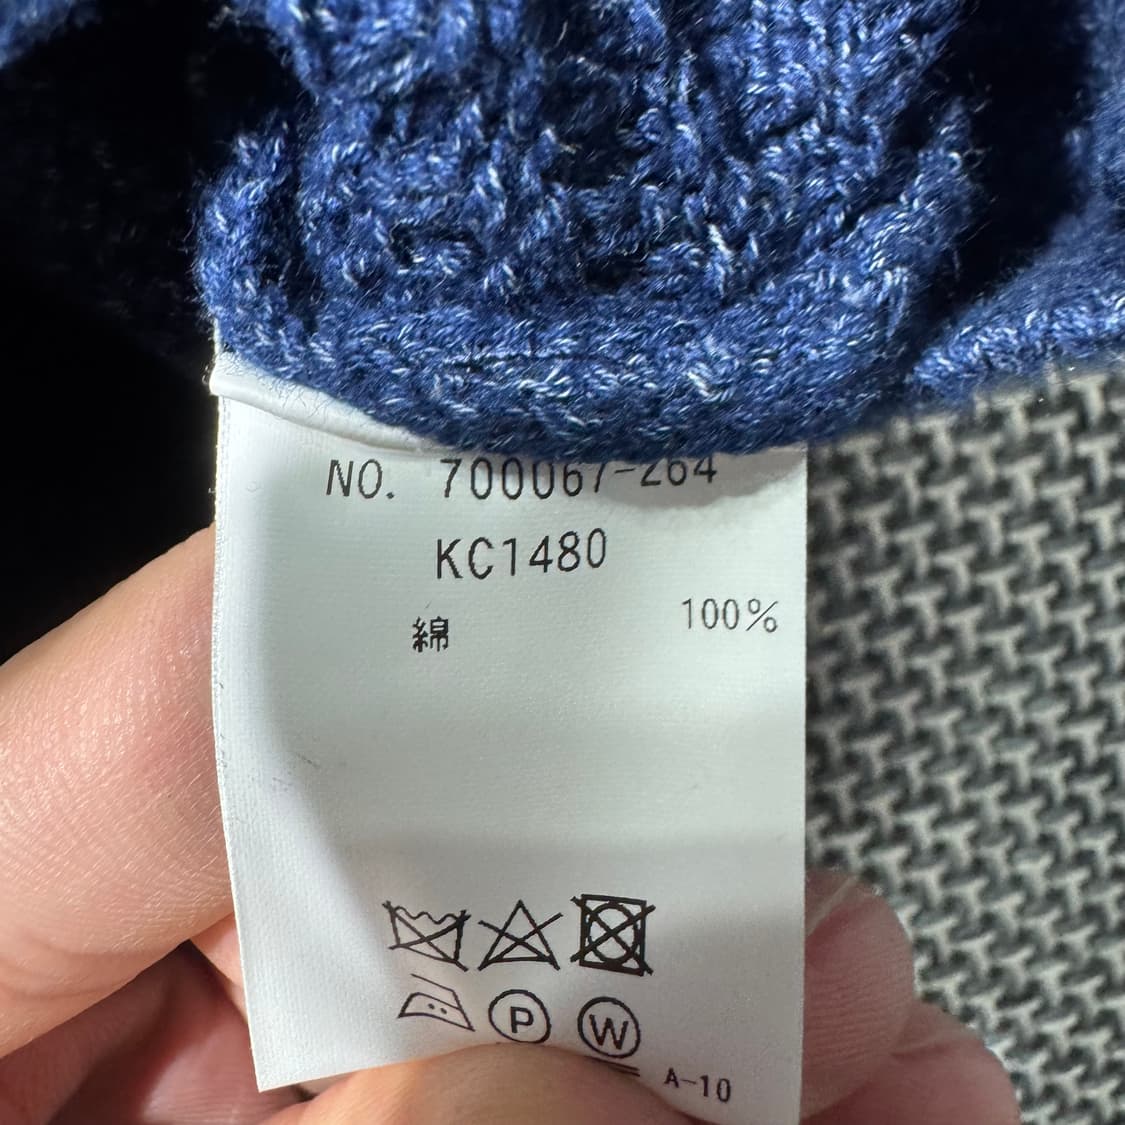 NO. 700067-264
KC1480
綿 100%
P W
A-10